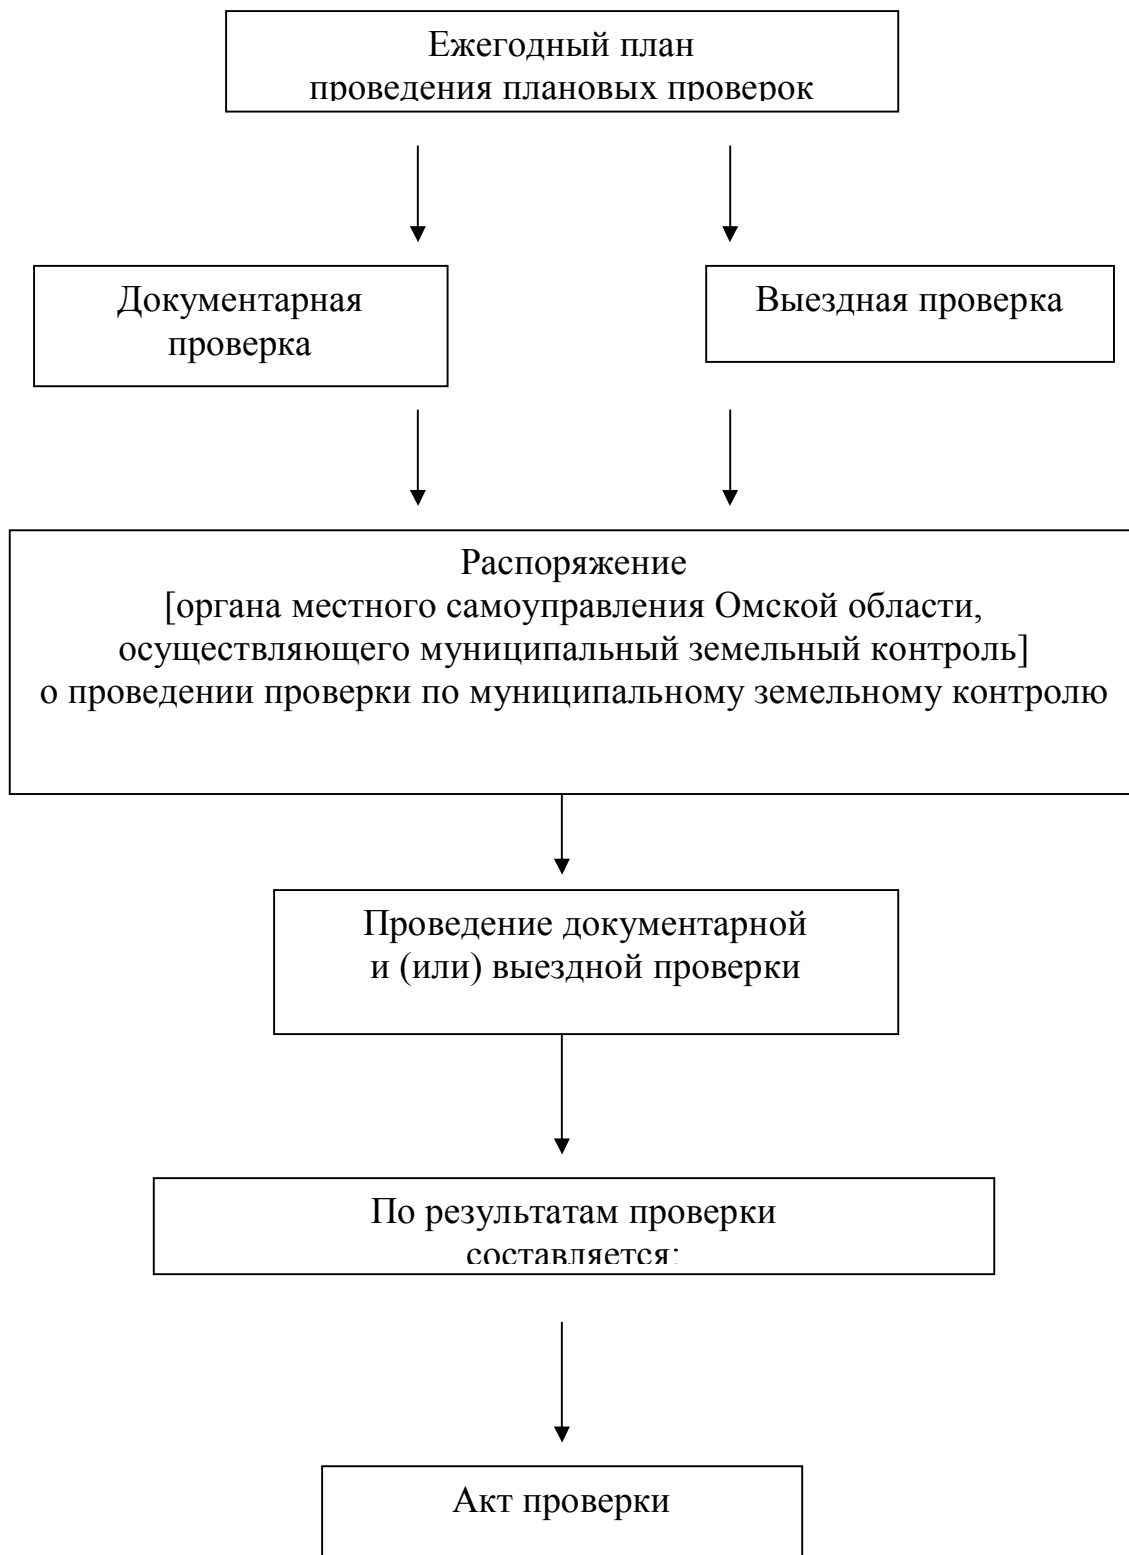 Ежегодный план
проведения плановых проверок
Документарная
проверка
Выездная проверка
Распоряжение
[органа местного самоуправления Омской области,
осуществляющего муниципальный земельный контроль]
о проведении проверки по муниципальному земельному контролю
Проведение документарной
и (или) выездной проверки
По результатам проверки
составляется:
Акт проверки